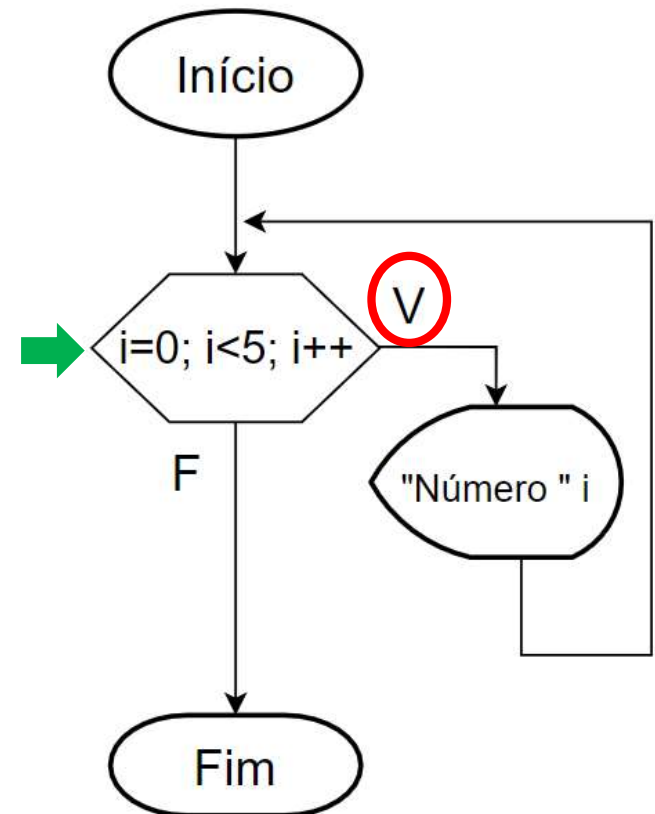 Início
i=0; i<5; i++
V
"Número " i
F
Fim